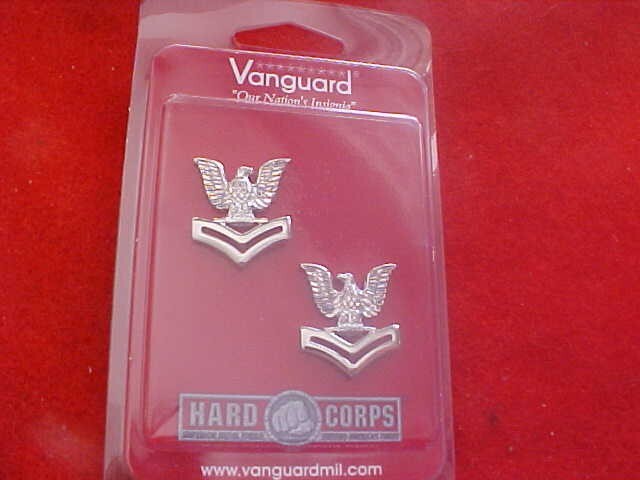 Vanguard
"Our Nation's Insignia"
HARD CORPS
www.vanguardmil.com